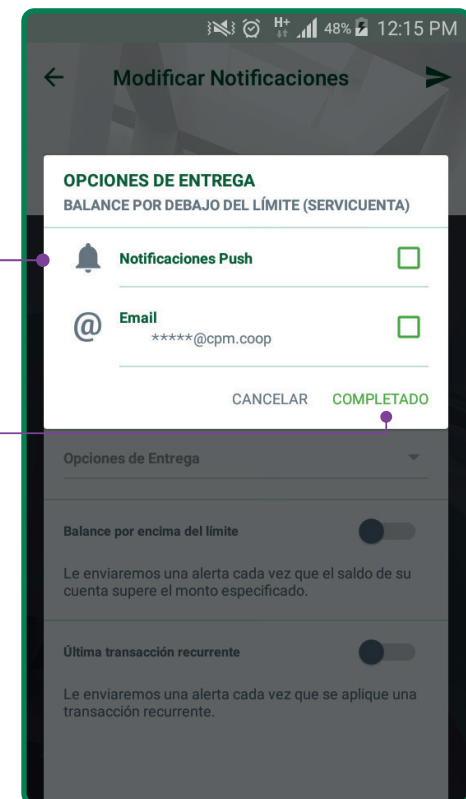 H+ 48% 12:15 PM
Modificar Notificaciones
OPCIONES DE ENTREGA
BALANCE POR DEBAJO DEL LÍMITE (SERVICUENTA)
Notificaciones Push
@ Email
*****@cpm.coop
CANCELAR COMPLETADO
Opciones de Entrega
Balance por encima del límite
Le enviaremos una alerta cada vez que el saldo de su
cuenta supere el monto especificado.
Última transacción recurrente
Le enviaremos una alerta cada vez que se aplique una
transacción recurrente.